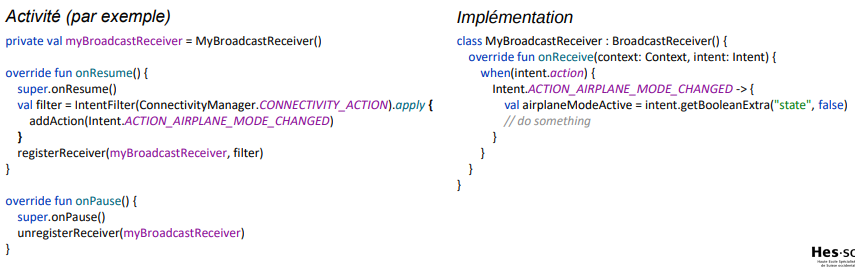 Activité (par exemple)
private val myBroadcastReceiver = MyBroadcastReceiver()
override fun onResume() {
super.onResume()
val filter = IntentFilter(ConnectivityManager.CONNECTIVITY_ACTION).apply {
addAction(Intent.ACTION_AIRPLANE_MODE_CHANGED)
}
registerReceiver(myBroadcastReceiver, filter)
}
override fun onPause() {
super.onPause()
unregisterReceiver(myBroadcastReceiver)
}
Implémentation
class MyBroadcastReceiver : BroadcastReceiver() {
override fun onReceive(context: Context, intent: Intent) {
when(intent.action) {
Intent.ACTION_AIRPLANE_MODE_CHANGED -> {
val airplaneModeActive = intent.getBooleanExtra("state", false)
// do something
}
}
}
}
Hes·so
Haute Ecole Spécialisée
de Suisse occidentale